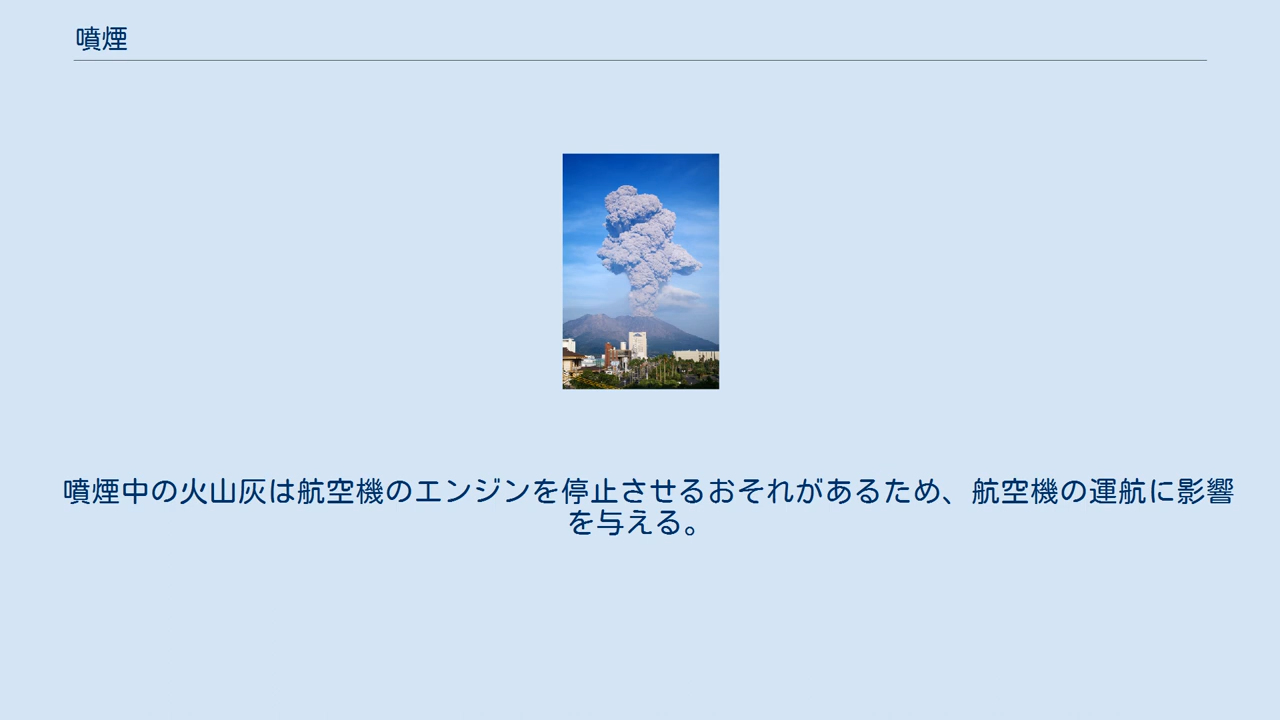 噴煙
噴煙中の火山灰は航空機のエンジンを停止させるおそれがあるため、航空機の運航に影響
を与える。